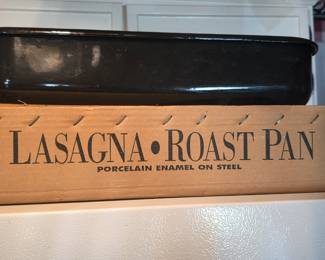 LASAGNA • ROAST PAN
PORCELAIN ENAMEL ON STEEL